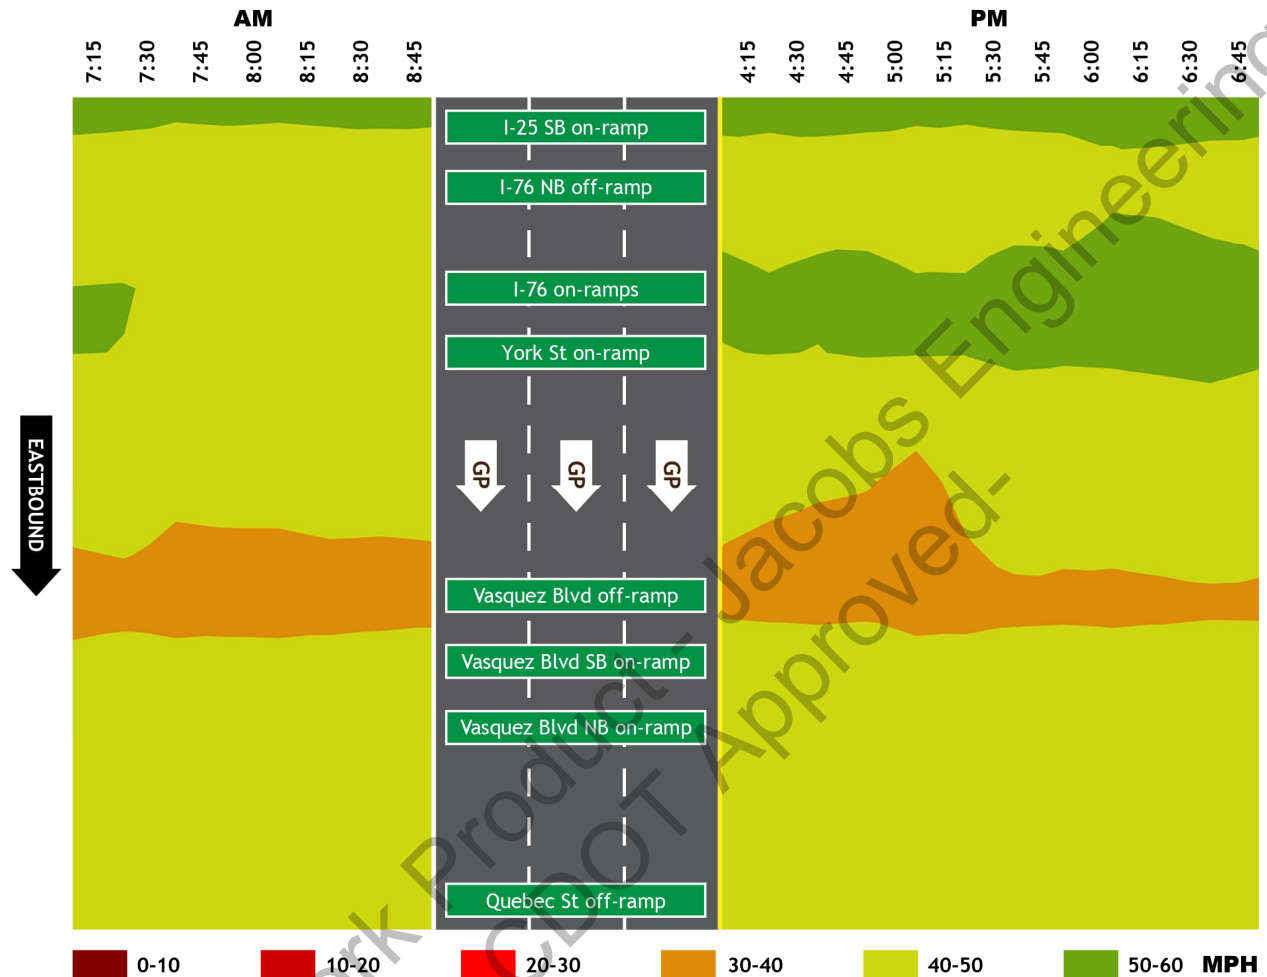 AM
PM
7:15 7:30 7:45 8:00 8:15 8:30 8:45
4:15 4:30 4:45 5:00 5:15 5:30 5:45 6:00 6:15 6:30 6:45
I-25 SB on-ramp
I-76 NB off-ramp
I-76 on-ramps
York St on-ramp
EASTBOUND
GP GP GP
Vasquez Blvd off-ramp
Vasquez Blvd SB on-ramp
Vasquez Blvd NB on-ramp
Quebec St off-ramp
ork Product - Jacobs Engineering
CDOT Approved-
0-10 10-20 20-30 30-40 40-50 50-60 MPH